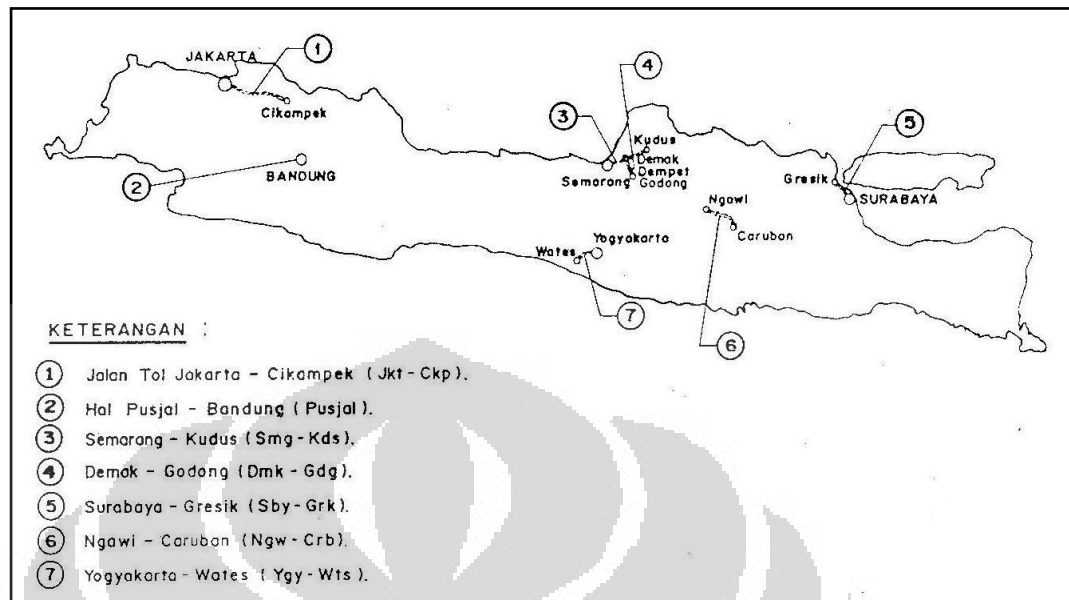 JAKARTA
1
4
Cikampek
3
Kudus
5
Demak
2
BANDUNG
Semarang
Dempet
Godong
Gresik
SURABAYA
Ngawi
Caruban
Wates
Yogyakarta
7
6
KETERANGAN :
1 Jalan Tol Jakarta - Cikampek (Jkt-Ckp).
2 Hal Pusjal - Bandung (Pusjal).
3 Semarang - Kudus (Smg-Kds).
4 Demak - Godong (Dmk-Gdg).
5 Surabaya - Gresik (Sby-Grk).
6 Ngawi - Caruban (Ngw-Crb).
7 Yogyakarta - Wates (Ygy-Wts).